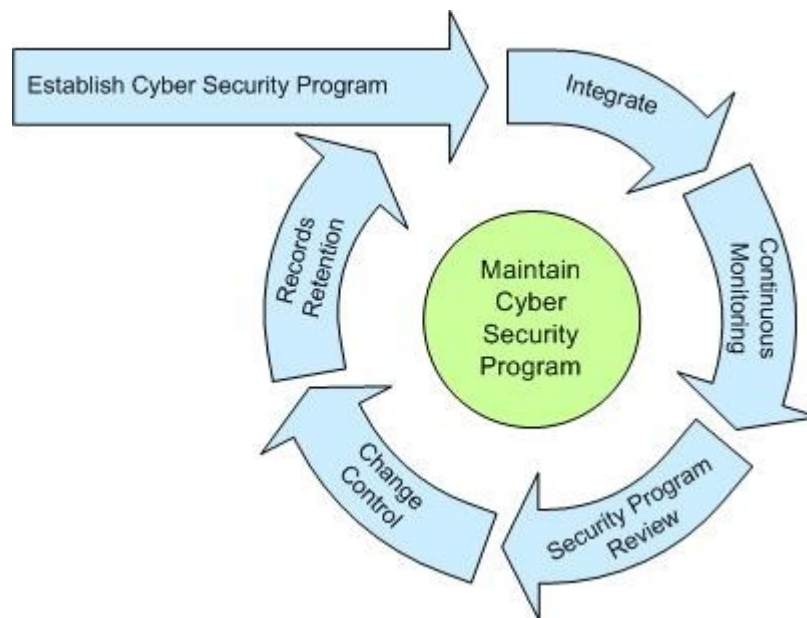 Establish Cyber Security Program
Integrate
Continuous
Monitoring
Security Program
Review
Change
Control
Records
Retention
Maintain
Cyber
Security
Program